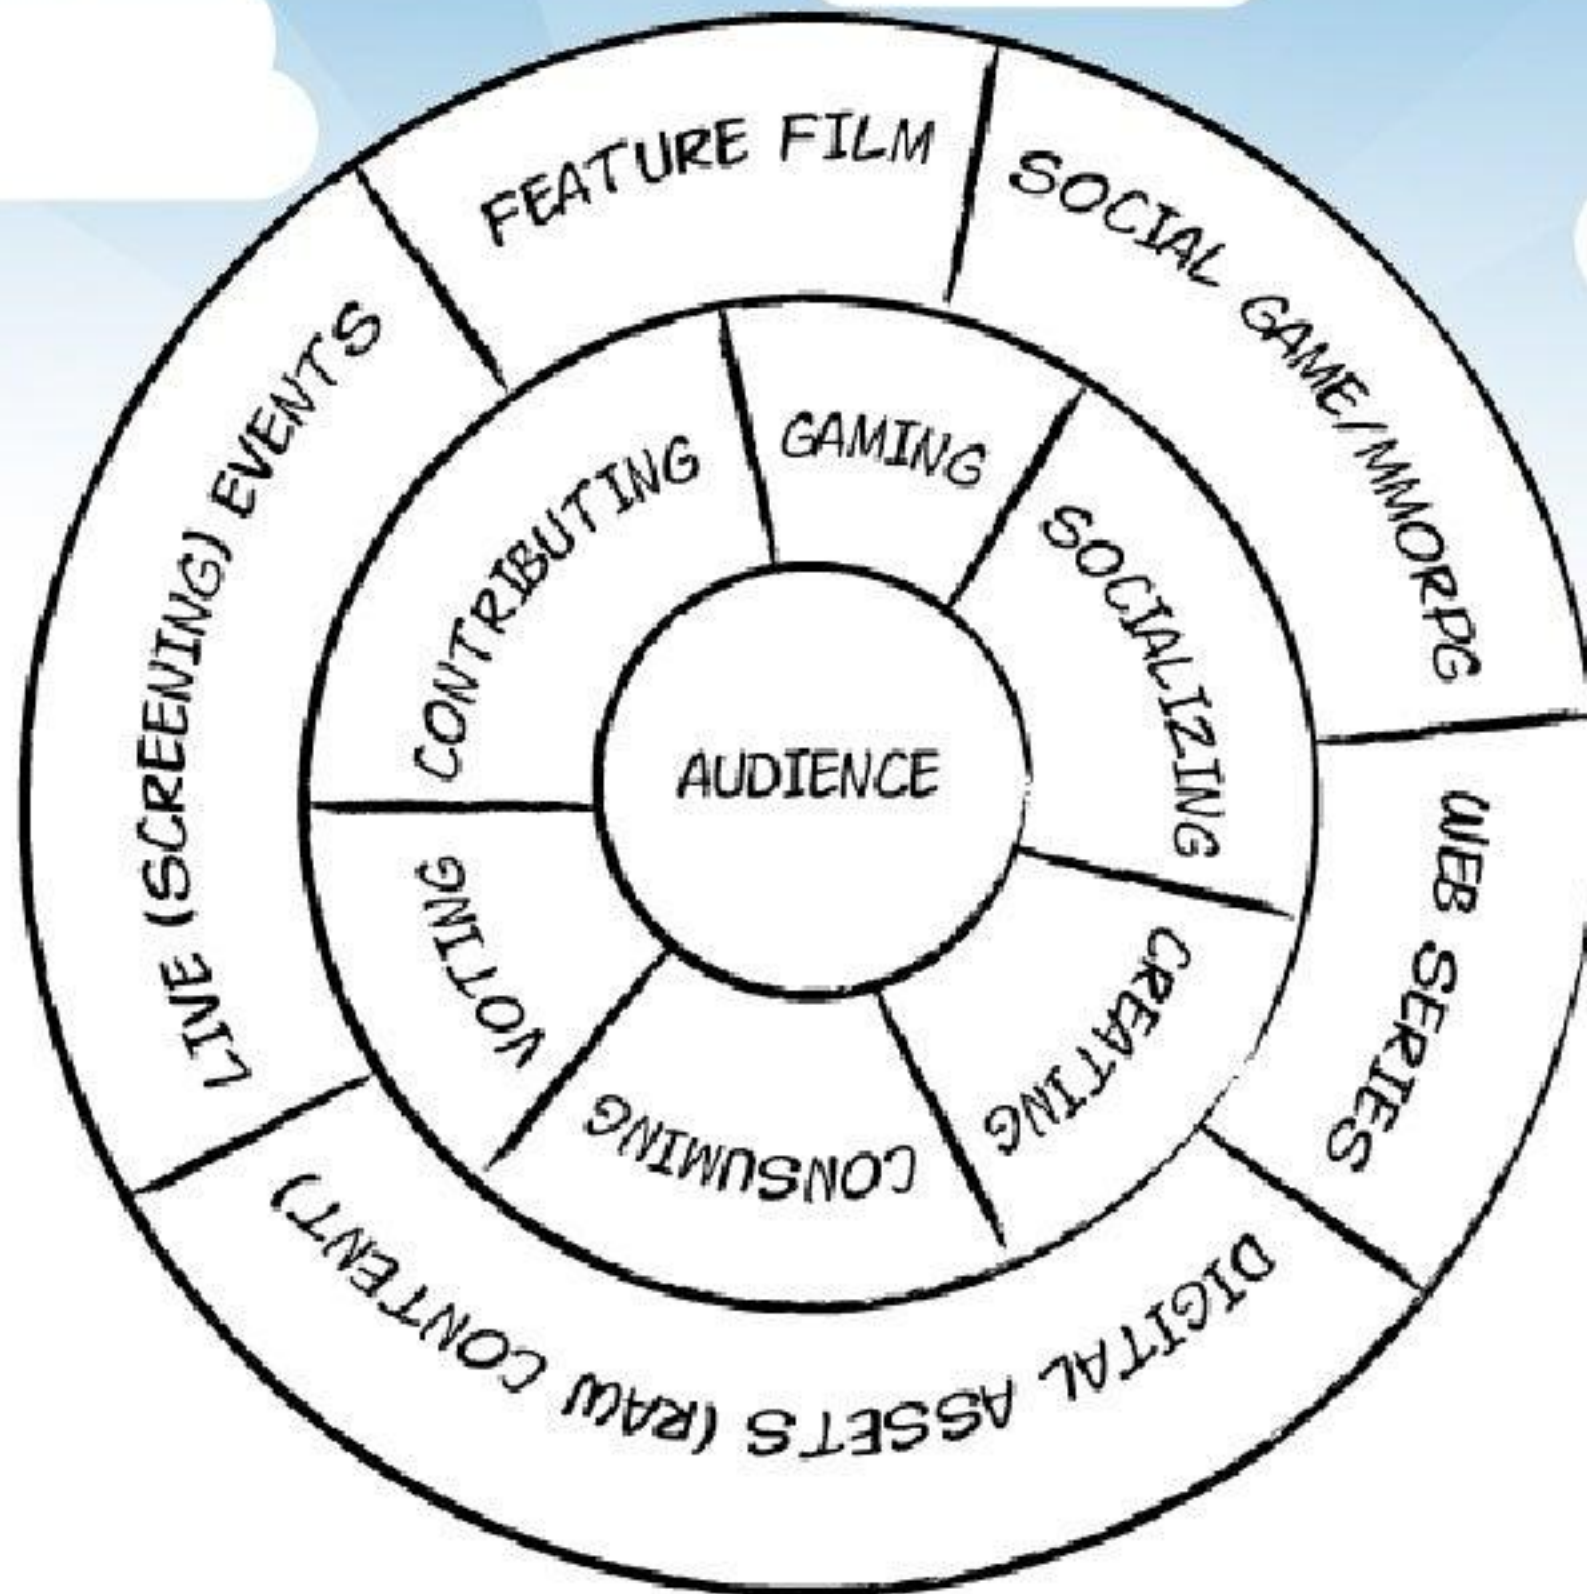 FEATURE FILM
SOCIAL GAME/MMORPG
WEB SERIES
DIGITAL ASSETS (RAW CONTENT)
LIVE (SCREENING) EVENTS
GAMING
SOCIALIZING
CREATING
CONSUMING
VOTING
CONTRIBUTING
AUDIENCE